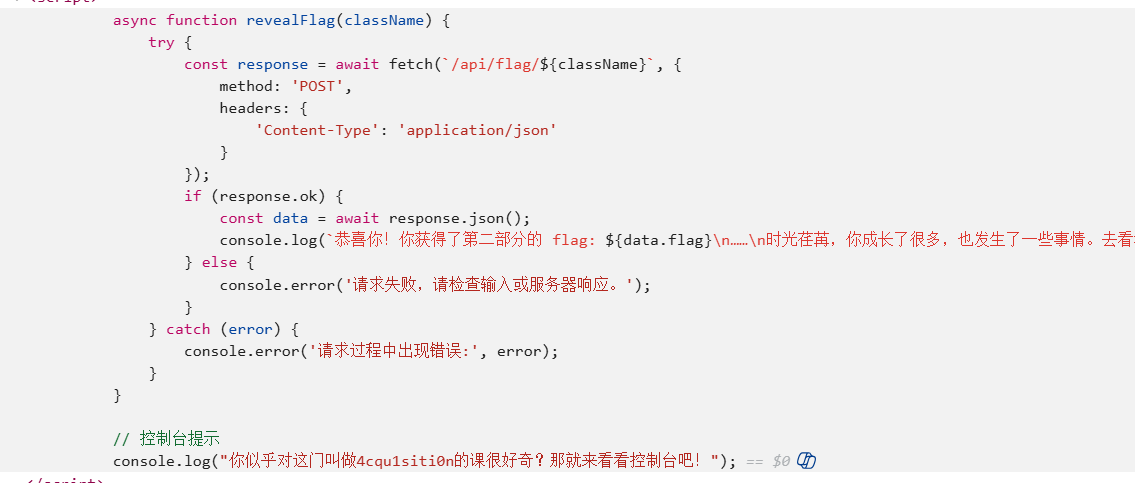 async function revealFlag(className) {
try {
const response = await fetch(`/api/flag/${className}`, {
method: 'POST',
headers: {
'Content-Type': 'application/json'
}
});
if (response.ok) {
const data = await response.json();
console.log(`恭喜你！你获得了第二部分的 flag: ${data.flag}\n……\n时光荏苒，你成长了很多，也发生了一些事情。去看
} else {
console.error('请求失败，请检查输入或服务器响应。');
}
} catch (error) {
console.error('请求过程中出现错误:', error);
}
}
// 控制台提示
console.log("你似乎对这门叫做4cqu1siti0n的课很好奇？那就来看看控制台吧！"); == $0